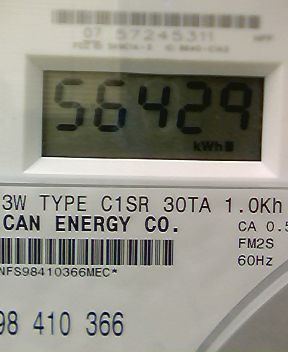 07 57245311
56429
kWh
3W TYPE C1SR 30TA 1.0Kh
CAN ENERGY CO.
CA 0.5
FM2S
NFS98410366MEC*
60Hz
98 410 366